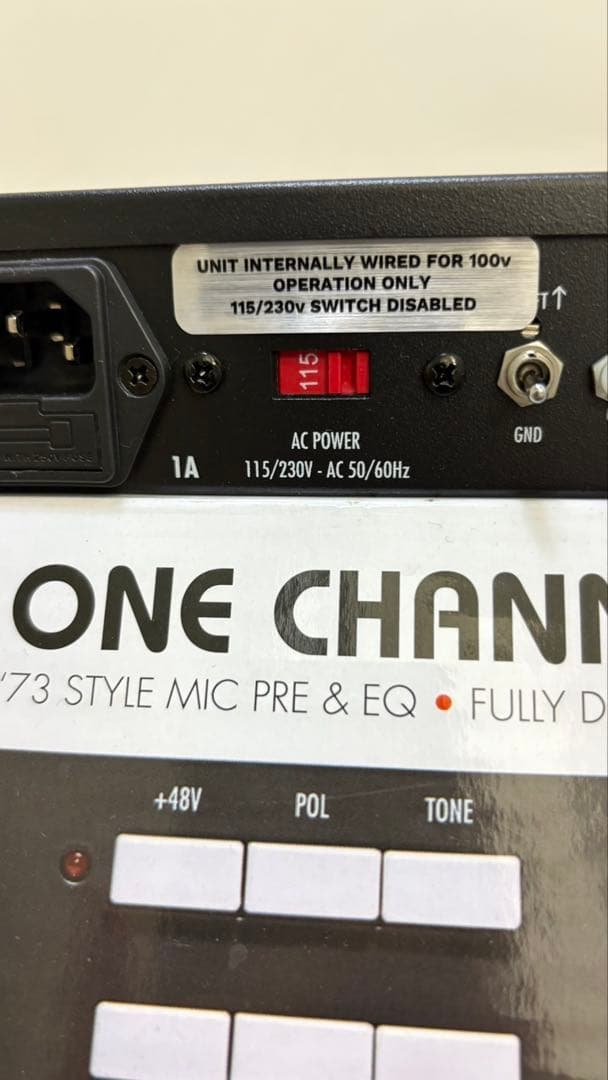 UNIT INTERNALLY WIRED FOR 100v
OPERATION ONLY
115/230v SWITCH DISABLED
115
GND
AC POWER
1A
115/230V - AC 50/60Hz
ONE CHANN
'73 STYLE MIC PRE & EQ • FULLY D
+48V
POL
TONE